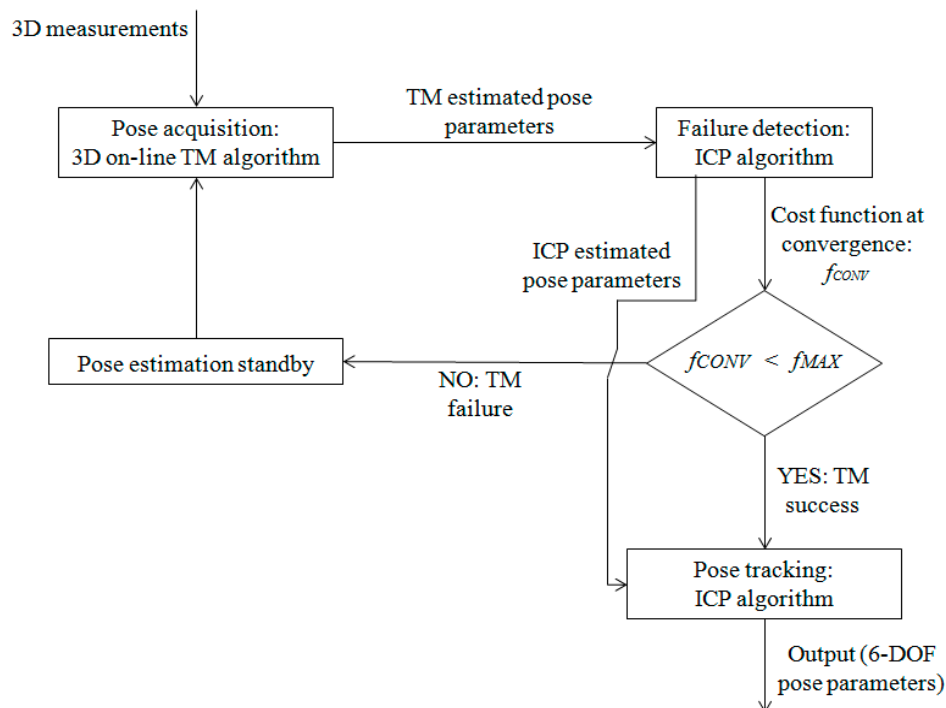 3D measurements
TM estimated pose
parameters
Pose acquisition:
3D on-line TM algorithm
Failure detection:
ICP algorithm
Cost function at
convergence:
fCONV
ICP estimated
pose parameters
Pose estimation standby
fCONV < fMAX
NO: TM
failure
YES: TM
success
Pose tracking:
ICP algorithm
Output (6-DOF
pose parameters)